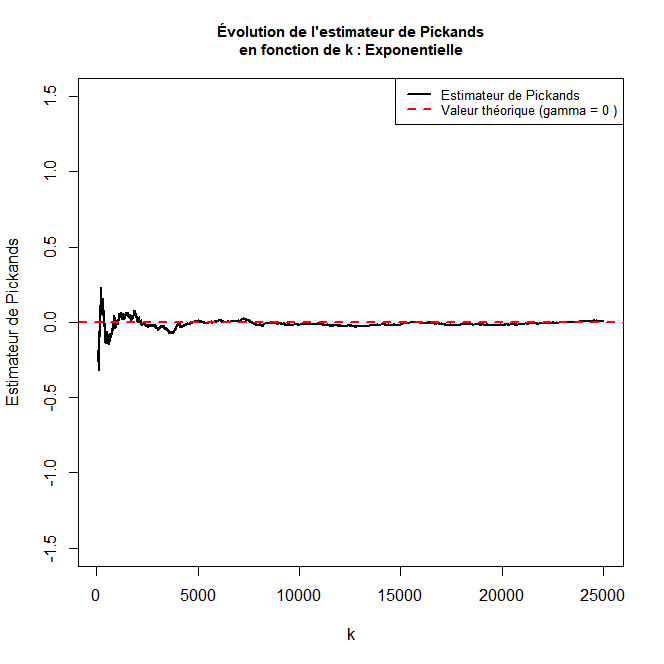 Évolution de l'estimateur de Pickands
en fonction de k : Exponentielle
Estimateur de Pickands
Valeur théorique (gamma = 0 )
Estimateur de Pickands
1.5
1.0
0.5
0.0
-0.5
-1.0
-1.5
0 5000 10000 15000 20000 25000
k